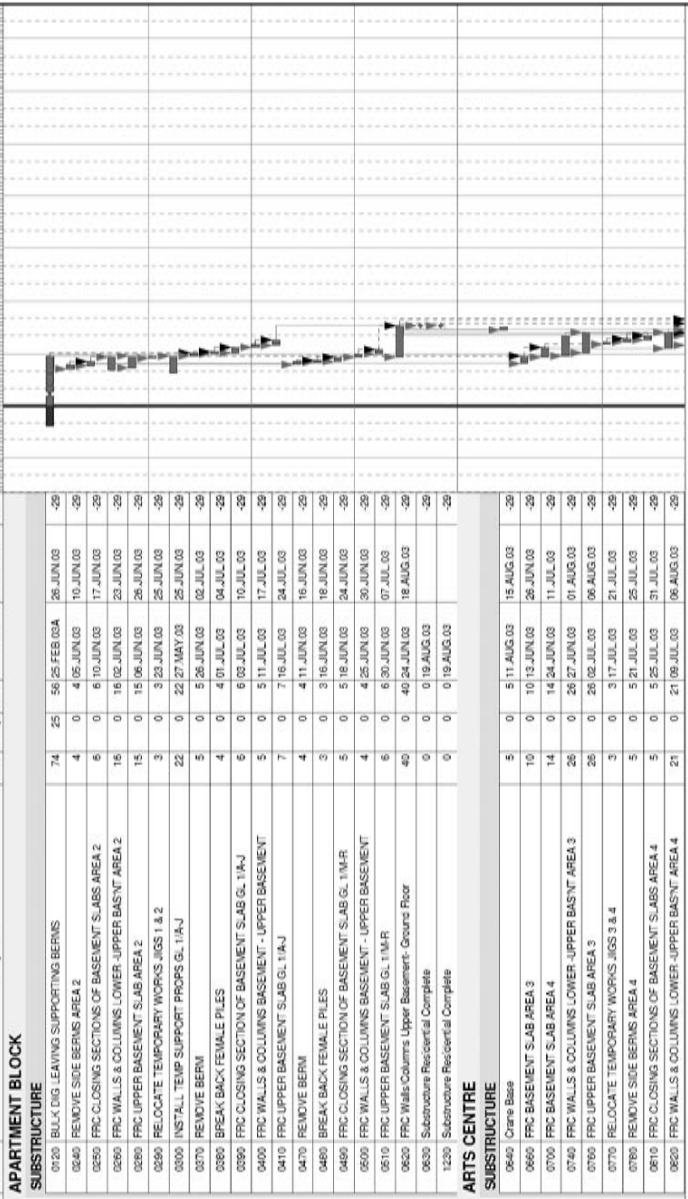 APARTMENT BLOCK
SUBSTRUCTURE
0120 BULK DIG LEAVING SUPPORTING BERMS 74 25 56 25.FEB.03A 26.JUN.03 -29
0240 REMOVE SIDE BERMS AREA 2 4 0 4 05.JUN.03 10.JUN.03 -29
0250 FRC CLOSING SECTIONS OF BASEMENT SLABS AREA 2 6 0 6 10.JUN.03 17.JUN.03 -29
0260 FRC WALLS & COLUMNS LOWER -UPPER BAS'NT AREA 2 16 0 16 02.JUN.03 23.JUN.03 -29
0280 FRC UPPER BASEMENT SLAB AREA 2 15 0 15 06.JUN.03 26.JUN.03 -29
0290 RELOCATE TEMPORARY WORKS JIGS 1 & 2 3 0 3 23.JUN.03 25.JUN.03 -29
0300 INSTALL TEMP SUPPORT PROPS GL 1/A-J 22 0 22 27.MAY.03 25.JUN.03 -29
0370 REMOVE BERM 5 0 5 26.JUN.03 02.JUL.03 -29
0380 BREAK BACK FEMALE PILES 4 0 4 01.JUL.03 04.JUL.03 -29
0390 FRC CLOSING SECTION OF BASEMENT SLAB GL 1/A-J 6 0 6 03.JUL.03 10.JUL.03 -29
0400 FRC WALLS & COLUMNS BASEMENT - UPPER BASEMENT 5 0 5 11.JUL.03 17.JUL.03 -29
0410 FRC UPPER BASEMENT SLAB GL 1/A-J 7 0 7 16.JUL.03 24.JUL.03 -29
0470 REMOVE BERM 4 0 4 11.JUN.03 16.JUN.03 -29
0480 BREAK BACK FEMALE PILES 3 0 3 16.JUN.03 18.JUN.03 -29
0490 FRC CLOSING SECTION OF BASEMENT SLAB GL 1/M-R 5 0 5 18.JUN.03 24.JUN.03 -29
0500 FRC WALLS & COLUMNS BASEMENT - UPPER BASEMENT 4 0 4 25.JUN.03 30.JUN.03 -29
0510 FRC UPPER BASEMENT SLAB GL 1/M-R 6 0 6 30.JUN.03 07.JUL.03 -29
0620 FRC Walls/Columns Upper Basement- Ground Floor 40 0 40 24.JUN.03 18.AUG.03 -29
0630 Substructure Residential Complete 0 0 0 19.AUG.03 -29
1230 Substructure Residential Complete 0 0 0 19.AUG.03 -29
ARTS CENTRE
SUBSTRUCTURE
0640 Crane Base 5 0 5 11.AUG.03 15.AUG.03 -29
0660 FRC BASEMENT SLAB AREA 3 10 0 10 13.JUN.03 26.JUN.03 -29
0700 FRC BASEMENT SLAB AREA 4 14 0 14 24.JUN.03 11.JUL.03 -29
0740 FRC WALLS & COLUMNS LOWER -UPPER BAS'NT AREA 3 26 0 26 27.JUN.03 01.AUG.03 -29
0760 FRC UPPER BASEMENT SLAB AREA 3 26 0 26 02.JUL.03 06.AUG.03 -29
0770 RELOCATE TEMPORARY WORKS JIGS 3 & 4 3 0 3 17.JUL.03 21.JUL.03 -29
0780 REMOVE SIDE BERMS AREA 4 5 0 5 21.JUL.03 25.JUL.03 -29
0810 FRC CLOSING SECTIONS OF BASEMENT SLABS AREA 4 5 0 5 25.JUL.03 31.JUL.03 -29
0820 FRC WALLS & COLUMNS LOWER -UPPER BAS'NT AREA 4 21 0 21 09.JUL.03 06.AUG.03 -29